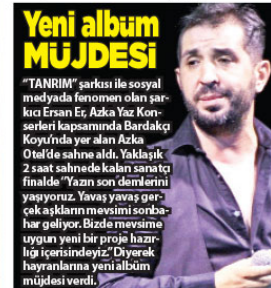 Yeni albüm
MÜJDESİ
“TANRIM” şarkısı ile sosyal
medyada fenomen olan şar-
kıcı Ersan Er, Azka Yaz Kon-
serleri kapsamında Bardakçı
Koyu’nda yer alan Azka
Otel’de sahne aldı. Yaklaşık
2 saat sahnede kalan sanatçı
finalde “Yazın son demlerini
yaşıyoruz. Yavaş yavaş ger-
çek aşkların mevsimi sonba-
har geliyor. Bizde mevsime
uygun yeni bir proje hazır-
lığı içerisindeyiz.” Diyerek
hayranlarına yeni albüm
müjdesi verdi.